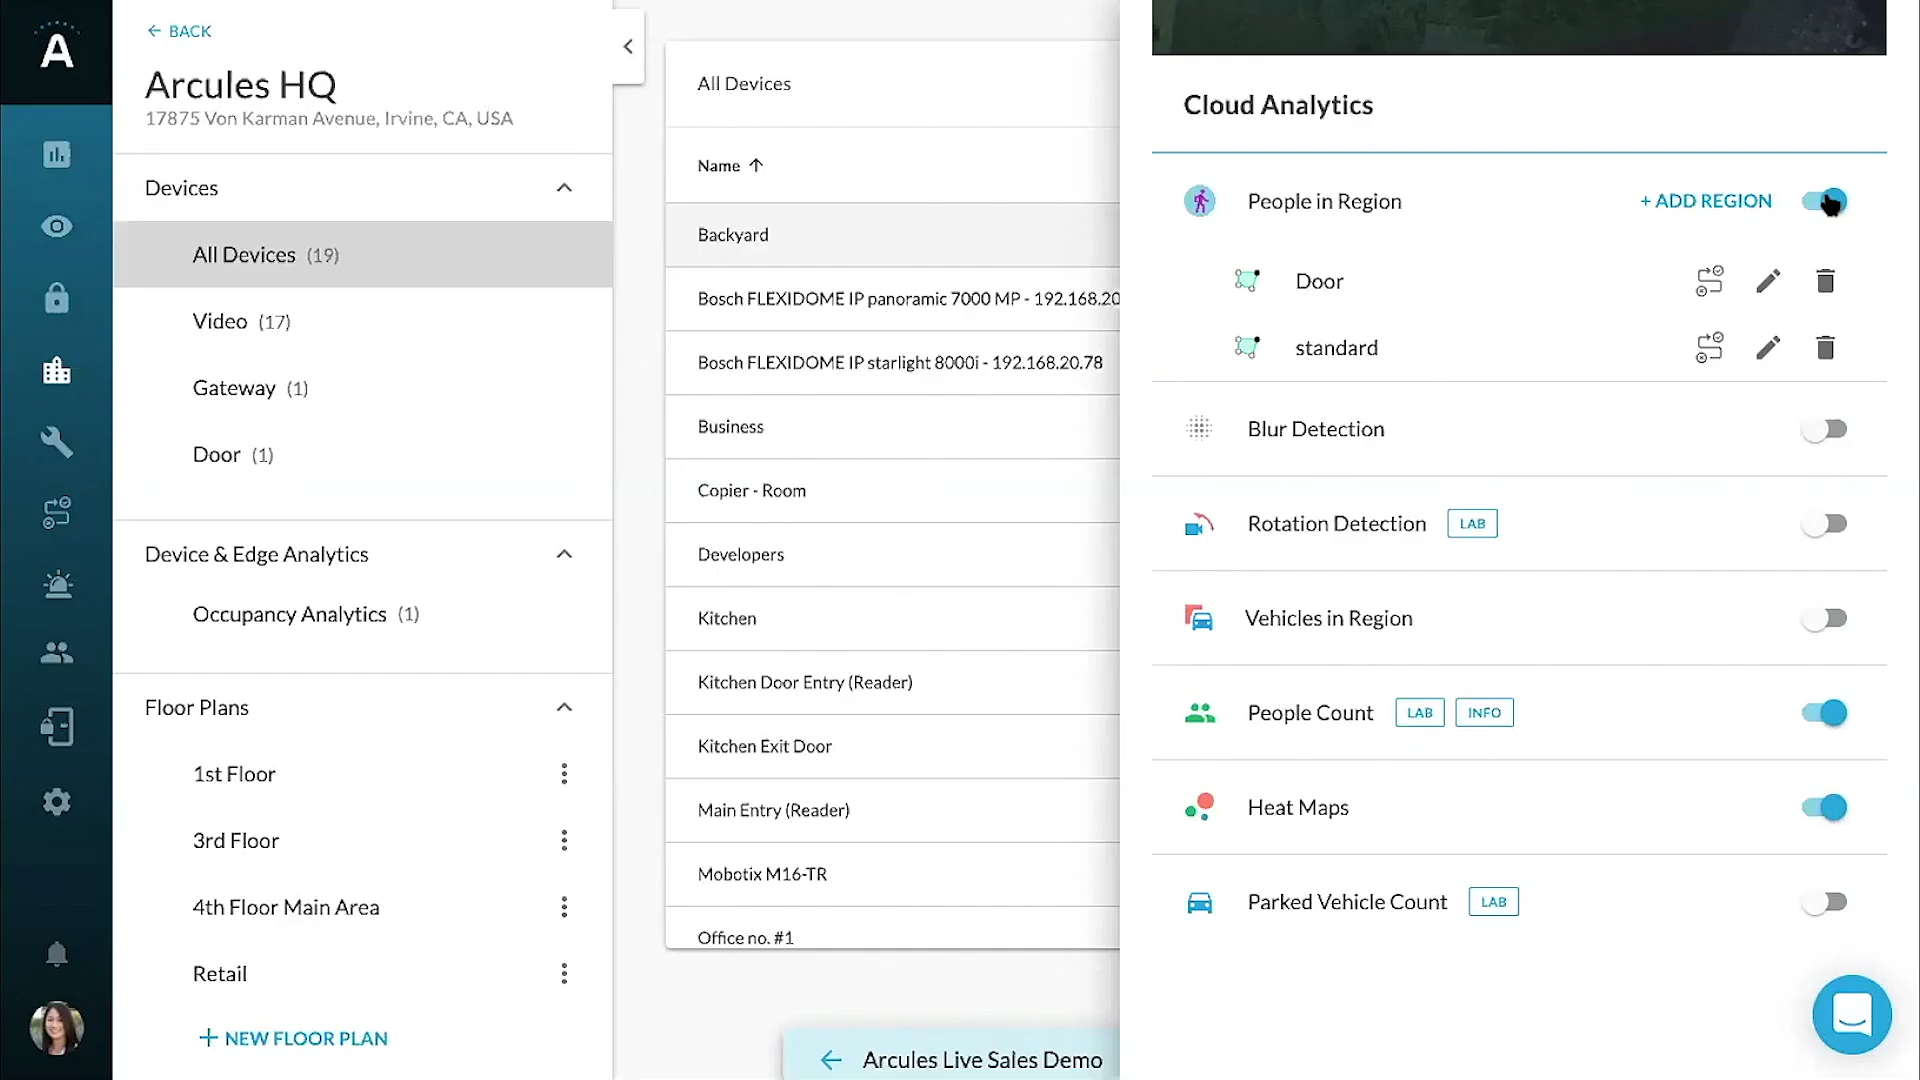 A
← BACK
Arcules HQ
17875 Von Karman Avenue, Irvine, CA, USA
Devices
All Devices (19)
Video (17)
Gateway (1)
Door (1)
Device & Edge Analytics
Occupancy Analytics (1)
Floor Plans
1st Floor
3rd Floor
4th Floor Main Area
Retail
+ NEW FLOOR PLAN
All Devices
Name ↑
Backyard
Bosch FLEXIDOME IP panoramic 7000 MP - 192.168.20
Bosch FLEXIDOME IP starlight 8000i - 192.168.20.78
Business
Copier - Room
Developers
Kitchen
Kitchen Door Entry (Reader)
Kitchen Exit Door
Main Entry (Reader)
Mobotix M16-TR
Office no. #1
← Arcules Live Sales Demo
Cloud Analytics
People in Region + ADD REGION
Door
standard
Blur Detection
Rotation Detection LAB
Vehicles in Region
People Count LAB INFO
Heat Maps
Parked Vehicle Count LAB